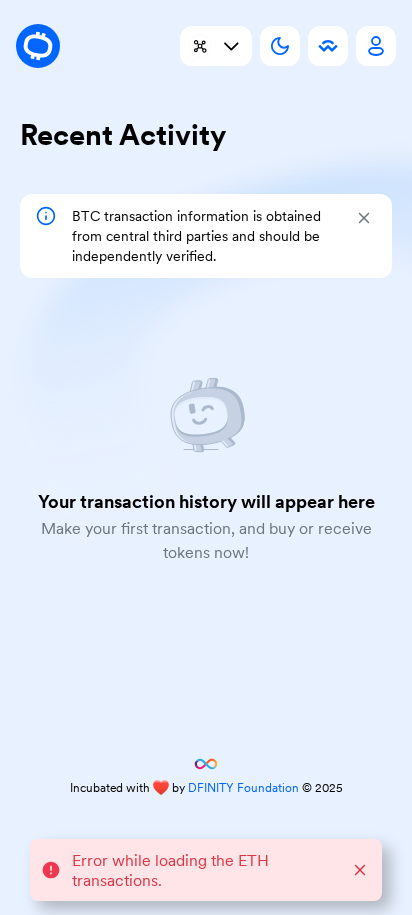 Recent Activity
BTC transaction information is obtained
from central third parties and should be
independently verified.
Your transaction history will appear here
Make your first transaction, and buy or receive
tokens now!
Incubated with ❤️ by DFINITY Foundation © 2025
Error while loading the ETH
transactions.